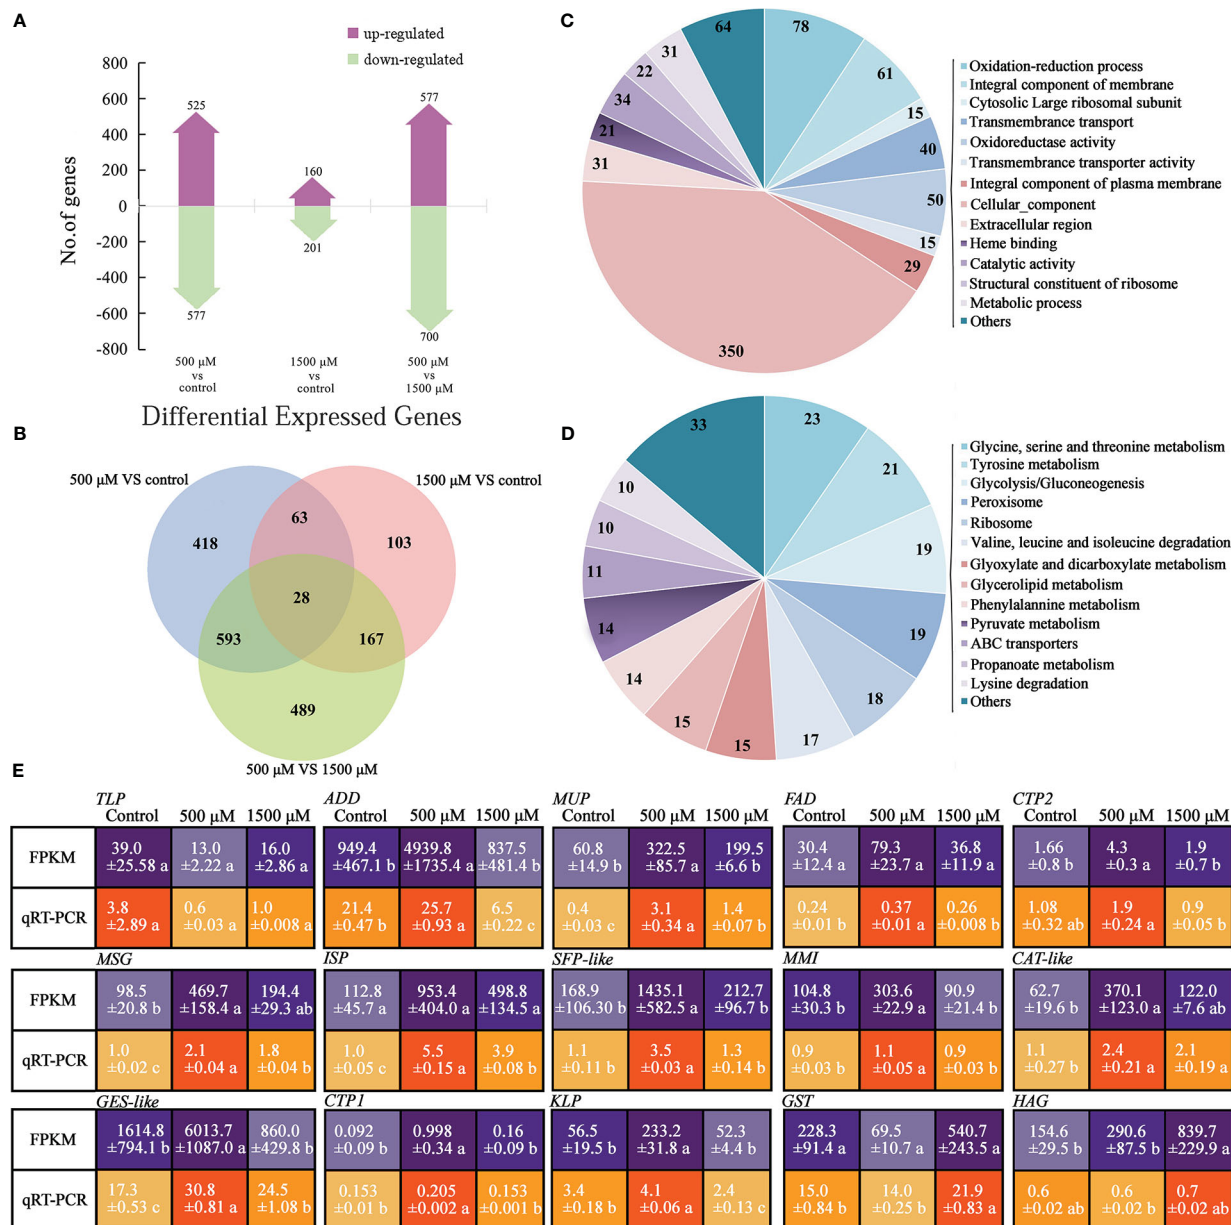 A
up-regulated
down-regulated
No.of genes
800
600
400
200
0
-200
-400
-600
-800
525
577
160
201
577
700
500 μM
vs
control
1500 μM
vs
control
500 μM
vs
1500 μM
Differential Expressed Genes
B
500 μM VS control
1500 μM VS control
63
418
103
28
593
167
489
500 μM VS 1500 μM
C
78
61
15
40
50
15
29
350
31
21
34
22
31
64
Oxidation-reduction process
Integral component of membrane
Cytosolic Large ribosomal subunit
Transmembrance transport
Oxidoreductase activity
Transmembrance transporter activity
Integral component of plasma membrane
Cellular_component
Extracellular region
Heme binding
Catalytic activity
Structural constituent of ribosome
Metabolic process
Others
D
23
21
19
19
18
17
15
15
14
14
11
10
10
33
Glycine, serine and threonine metabolism
Tyrosine metabolism
Glycolysis/Gluconeogenesis
Peroxisome
Ribosome
Valine, leucine and isoleucine degradation
Glyoxylate and dicarboxylate metabolism
Glycerolipid metabolism
Phenylalannine metabolism
Pyruvate metabolism
ABC transporters
Propanoate metabolism
Lysine degradation
Others
E
TLP ADD MUP FAD CTP2
Control 500 μM 1500 μM Control 500 μM 1500 μM Control 500 μM 1500 μM Control 500 μM 1500 μM Control 500 μM 1500 μM
FPKM
39.0 13.0 16.0 949.4 4939.8 837.5 60.8 322.5 199.5 30.4 79.3 36.8 1.66 4.3 1.9
±25.58 a ±2.22 a ±2.86 a ±467.1 b ±1735.4 a ±481.4 b ±14.9 b ±85.7 a ±6.6 b ±12.4 a ±23.7 a ±11.9 a ±0.8 b ±0.3 a ±0.7 b
qRT-PCR
3.8 0.6 1.0 21.4 25.7 6.5 0.4 3.1 1.4 0.24 0.37 0.26 1.08 1.9 0.9
±2.89 a ±0.03 a ±0.008 a ±0.47 b ±0.93 a ±0.22 c ±0.03 c ±0.34 a ±0.07 b ±0.01 b ±0.01 a ±0.008 b ±0.32 ab ±0.24 a ±0.05 b
MSG ISP SFP-like MMI CAT-like
FPKM
98.5 469.7 194.4 112.8 953.4 498.8 168.9 1435.1 212.7 104.8 303.6 90.9 62.7 370.1 122.0
±20.8 b ±158.4 a ±29.3 ab ±45.7 a ±404.0 a ±134.5 a ±106.30 b ±582.5 a ±96.7 b ±30.3 b ±22.9 a ±21.4 b ±19.6 b ±123.0 a ±7.6 ab
qRT-PCR
1.0 2.1 1.8 1.0 5.5 3.9 1.1 3.5 1.3 0.9 1.1 0.9 1.1 2.4 2.1
±0.02 c ±0.04 a ±0.04 b ±0.05 c ±0.15 a ±0.08 b ±0.11 b ±0.03 a ±0.14 b ±0.03 b ±0.05 a ±0.03 b ±0.27 b ±0.21 a ±0.19 a
GES-like CTP1 KLP GST HAG
FPKM
1614.8 6013.7 860.0 0.092 0.998 0.16 56.5 233.2 52.3 228.3 69.5 540.7 154.6 290.6 839.7
±794.1 b ±1087.0 a ±429.8 b ±0.09 b ±0.34 a ±0.09 b ±19.5 b ±31.8 a ±4.4 b ±91.4 a ±10.7 a ±243.5 a ±29.5 b ±87.5 b ±229.9 a
qRT-PCR
17.3 30.8 24.5 0.153 0.205 0.153 3.4 4.1 2.4 15.0 14.0 21.9 0.6 0.6 0.7
±0.53 c ±0.81 a ±1.08 b ±0.01 b ±0.002 a ±0.001 b ±0.18 b ±0.06 a ±0.13 c ±0.84 b ±0.25 b ±0.83 a ±0.02 ab ±0.02 b ±0.02 ab